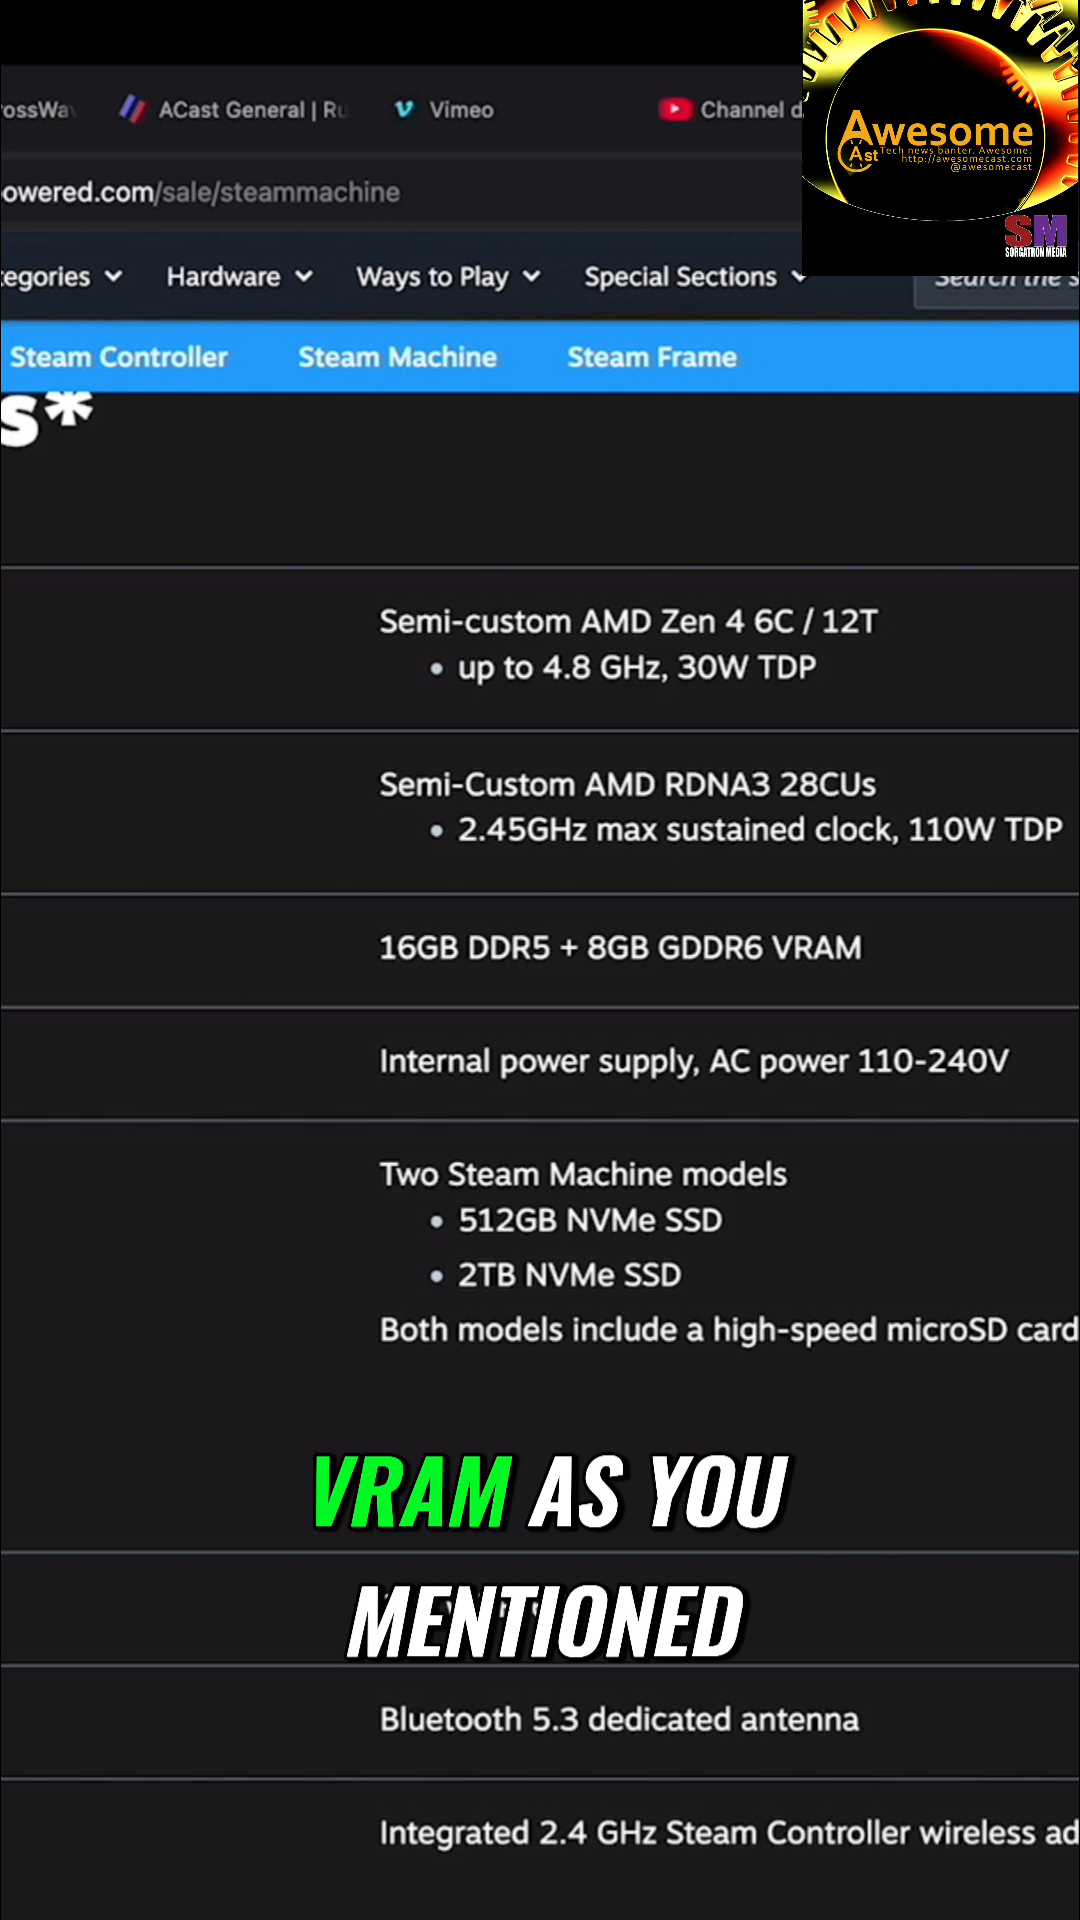 ACast General | Ru
Vimeo
Channel d
Awesome
Cast
Tech news banter. Awesome.
http://awesomecast.com
@awesomecast
SM
SORGATRON MEDIA
owered.com/sale/steammachine
egories
Hardware
Ways to Play
Special Sections
Search the s
Steam Controller
Steam Machine
Steam Frame
s*
Semi-custom AMD Zen 4 6C / 12T
• up to 4.8 GHz, 30W TDP
Semi-Custom AMD RDNA3 28CUs
• 2.45GHz max sustained clock, 110W TDP
16GB DDR5 + 8GB GDDR6 VRAM
Internal power supply, AC power 110-240V
Two Steam Machine models
• 512GB NVMe SSD
• 2TB NVMe SSD
Both models include a high-speed microSD card
VRAM AS YOU
MENTIONED
Bluetooth 5.3 dedicated antenna
Integrated 2.4 GHz Steam Controller wireless ad